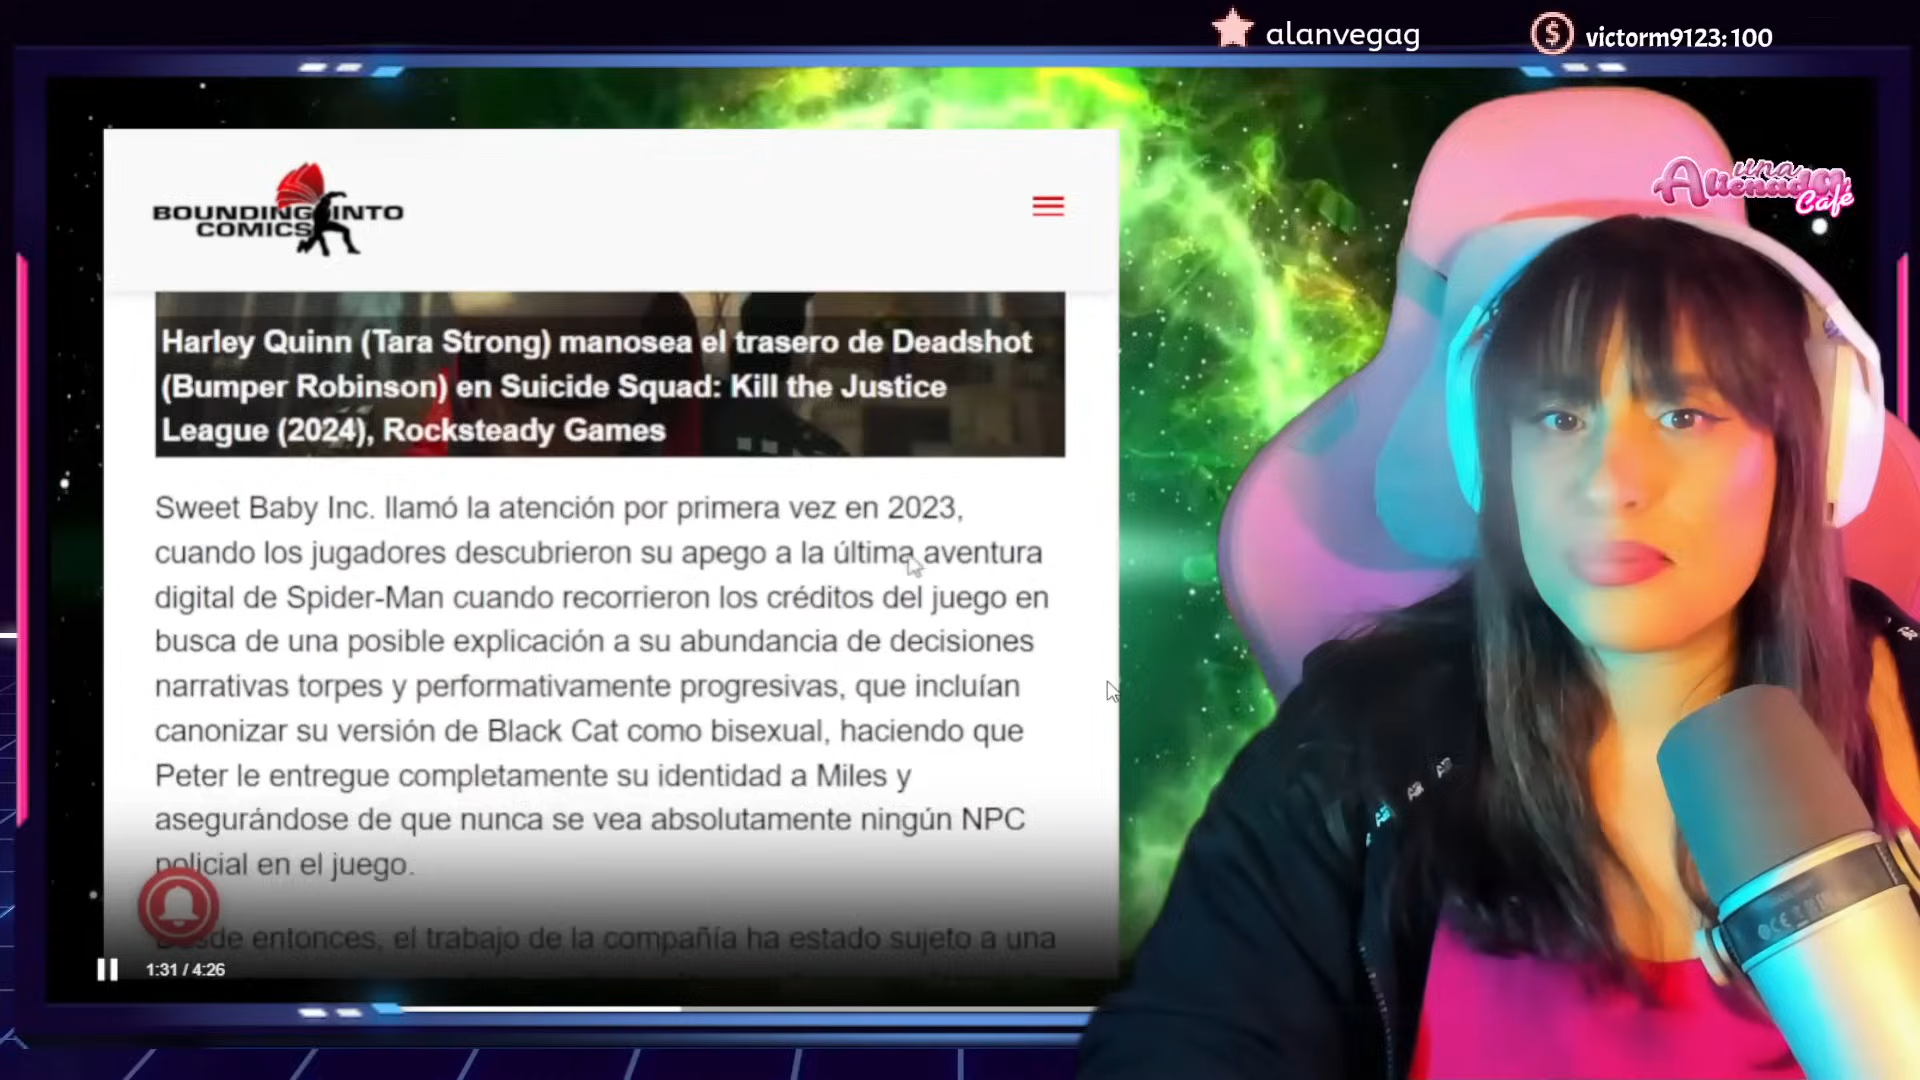 alanvegag
victorm9123: 100
una
Alienada
Café
BOUNDING INTO
COMICS
Harley Quinn (Tara Strong) manosea el trasero de Deadshot
(Bumper Robinson) en Suicide Squad: Kill the Justice
League (2024), Rocksteady Games
Sweet Baby Inc. llamó la atención por primera vez en 2023,
cuando los jugadores descubrieron su apego a la última aventura
digital de Spider-Man cuando recorrieron los créditos del juego en
busca de una posible explicación a su abundancia de decisiones
narrativas torpes y performativamente progresivas, que incluían
canonizar su versión de Black Cat como bisexual, haciendo que
Peter le entregue completamente su identidad a Miles y
asegurándose de que nunca se vea absolutamente ningún NPC
policial en el juego.
Desde entonces, el trabajo de la compañía ha estado sujeto a una
1:31 / 4:26